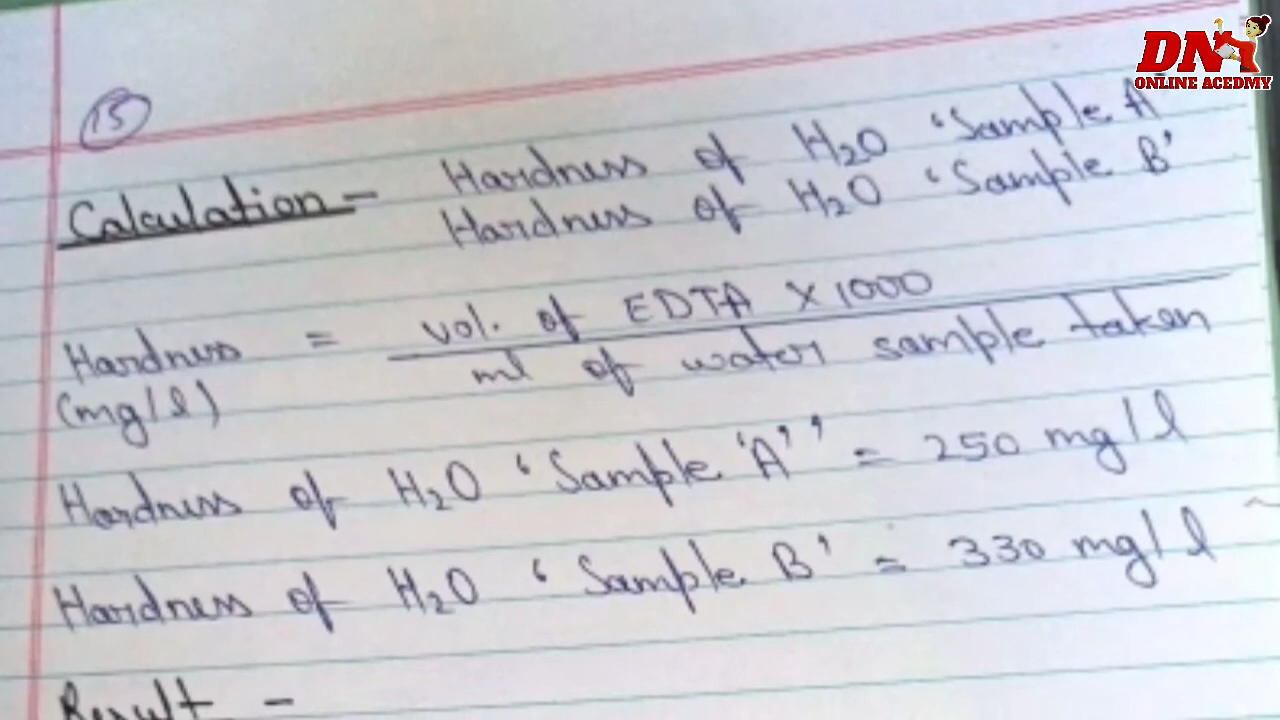 DN
ONLINE ACEDMY
15
Calculation - Hardness of H₂O 'Sample A'
Hardness of H₂O 'Sample B'
Hardness (mg/l) = vol. of EDTA X 1000
ml of water sample taken
Hardness of H₂O 'Sample 'A'' = 250 mg/l
Hardness of H₂O 'Sample B' = 330 mg/l
Result -